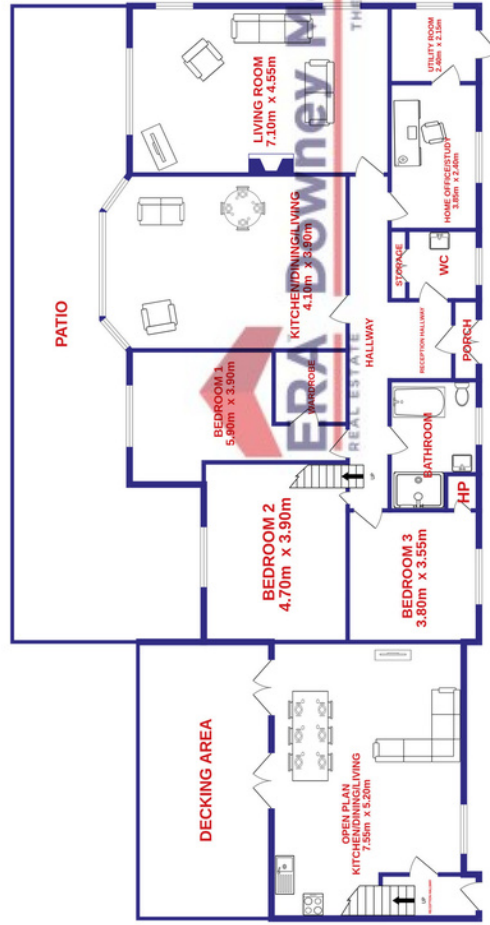 UTILITY ROOM
2.40m x 2.15m
LIVING ROOM
7.10m x 4.55m
THE
HOME OFFICE/STUDY
3.85m x 2.40m
KITCHEN/DINING/LIVING
4.10m x 3.90m
STORAGE
WC
PATIO
HALLWAY
RECEPTION HALLWAY
PORCH
BEDROOM 1
5.90m x 3.90m
WARDROBE
ERA Downey M
REAL ESTATE
BATHROOM
UP
HP
BEDROOM 2
4.70m x 3.90m
BEDROOM 3
3.80m x 3.55m
DECKING AREA
OPEN PLAN
KITCHEN/DINING/LIVING
7.55m x 5.20m
UP
RECEPTION HALLWAY